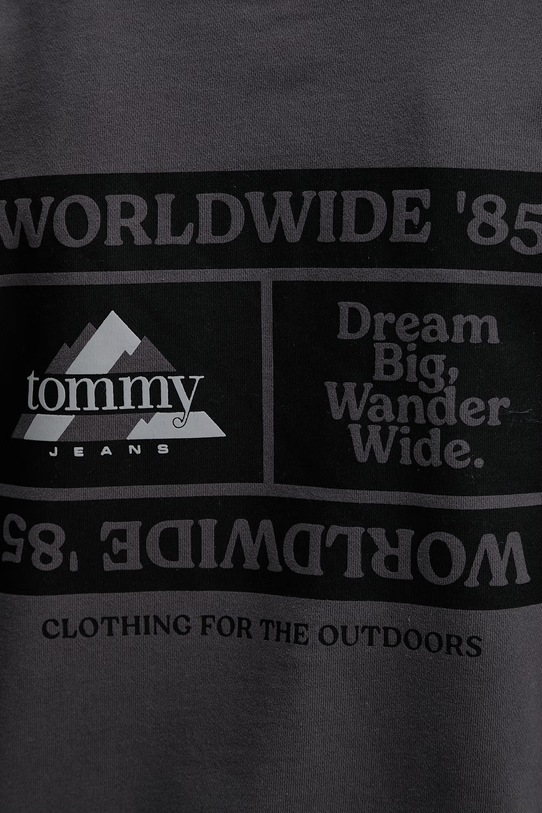 WORLDWIDE '85
tommy
JEANS
Dream
Big,
Wander
Wide.
WORLDWIDE '85
CLOTHING FOR THE OUTDOORS